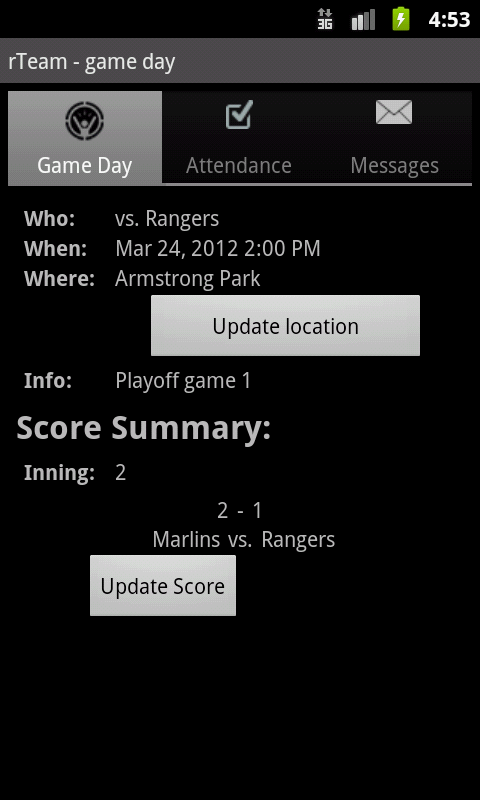 3G 4:53
rTeam - game day
Game Day Attendance Messages
Who: vs. Rangers
When: Mar 24, 2012 2:00 PM
Where: Armstrong Park
Update location
Info: Playoff game 1
Score Summary:
Inning: 2
2 - 1
Marlins vs. Rangers
Update Score